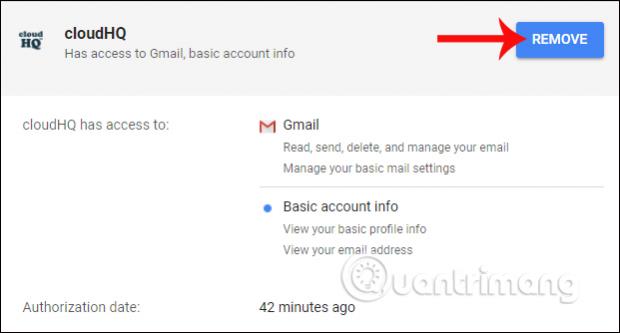 cloud
HQ
cloudHQ
Has access to Gmail, basic account info
REMOVE
cloudHQ has access to:
Gmail
Read, send, delete, and manage your email
Manage your basic mail settings
Basic account info
View your basic profile info
View your email address
Quantrimang
Authorization date:
42 minutes ago